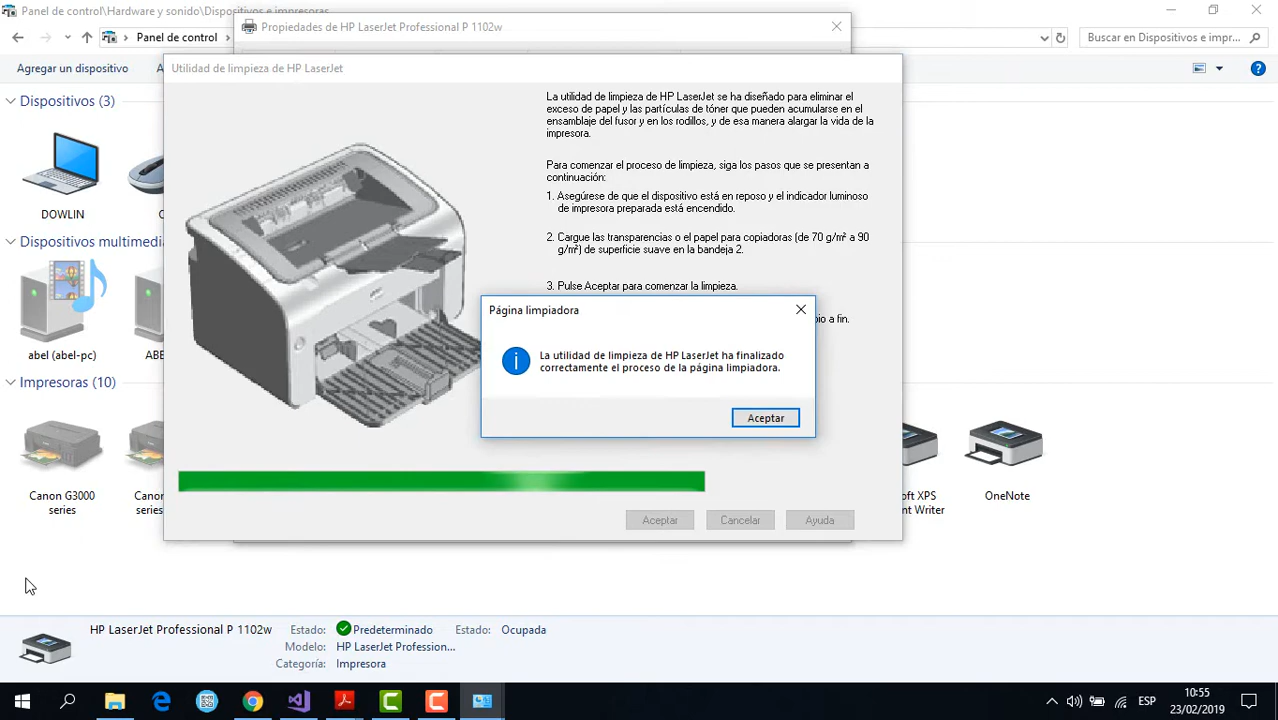 Panel de control\Hardware y sonido\Dispositivos e impresoras
Propiedades de HP LaserJet Professional P 1102w
Panel de control
Buscar en Dispositivos e impr...
Agregar un dispositivo
Utilidad de limpieza de HP LaserJet
La utilidad de limpieza de HP LaserJet se ha diseñado para eliminar el
exceso de papel y las partículas de tóner que pueden acumularse en el
ensamblaje del fusor y en los rodillos, y de esa manera alargar la vida de la
impresora.
Para comenzar el proceso de limpieza, siga los pasos que se presentan a
continuación:
1. Asegúrese de que el dispositivo está en reposo y el indicador luminoso
de impresora preparada está encendido.
2. Cargue las transparencias o el papel para copiadoras (de 70 g/m² a 90
g/m²) de superficie suave en la bandeja 2.
3. Pulse Aceptar para comenzar la limpieza.
a fin.
Página limpiadora
La utilidad de limpieza de HP LaserJet ha finalizado
correctamente el proceso de la página limpiadora.
Aceptar
Aceptar
Cancelar
Ayuda
Dispositivos (3)
DOWLIN
Dispositivos multimedia
abel (abel-pc)
Impresoras (10)
Canon G3000
series
Canon
series
XPS
Writer
OneNote
HP LaserJet Professional P 1102w
Estado:
Predeterminado
Estado:
Ocupada
Modelo:
HP LaserJet Profession...
Categoría:
Impresora
ESP
10:55
23/02/2019